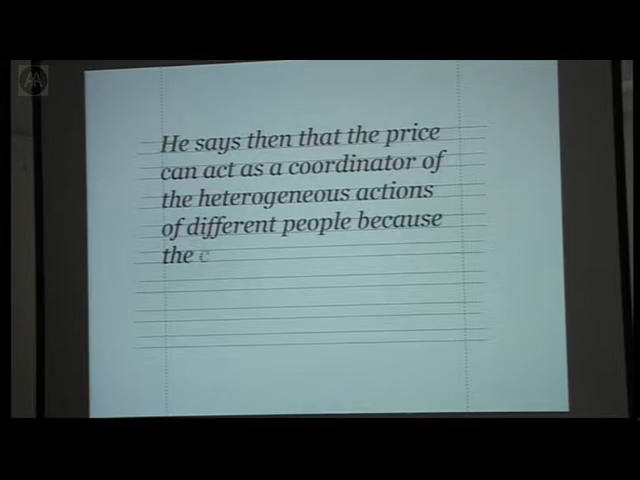 AA
He says then that the price
can act as a coordinator of
the heterogeneous actions
of different people because
the c